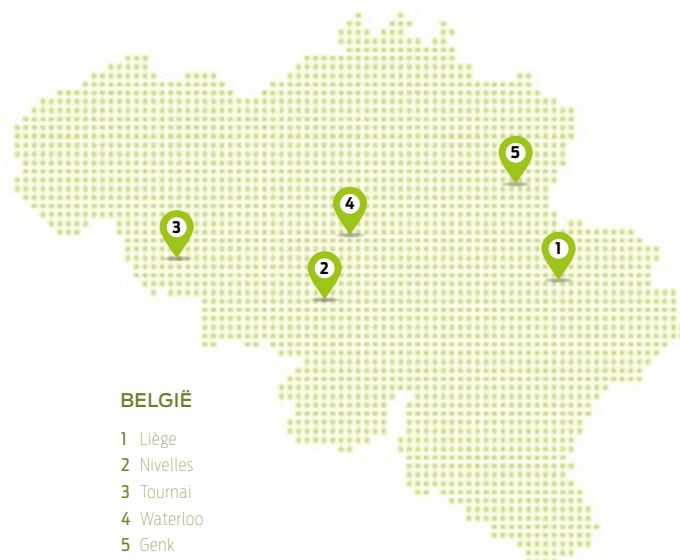 5
4
3
1
2
BELGIË
1 Liège
2 Nivelles
3 Tournai
4 Waterloo
5 Genk